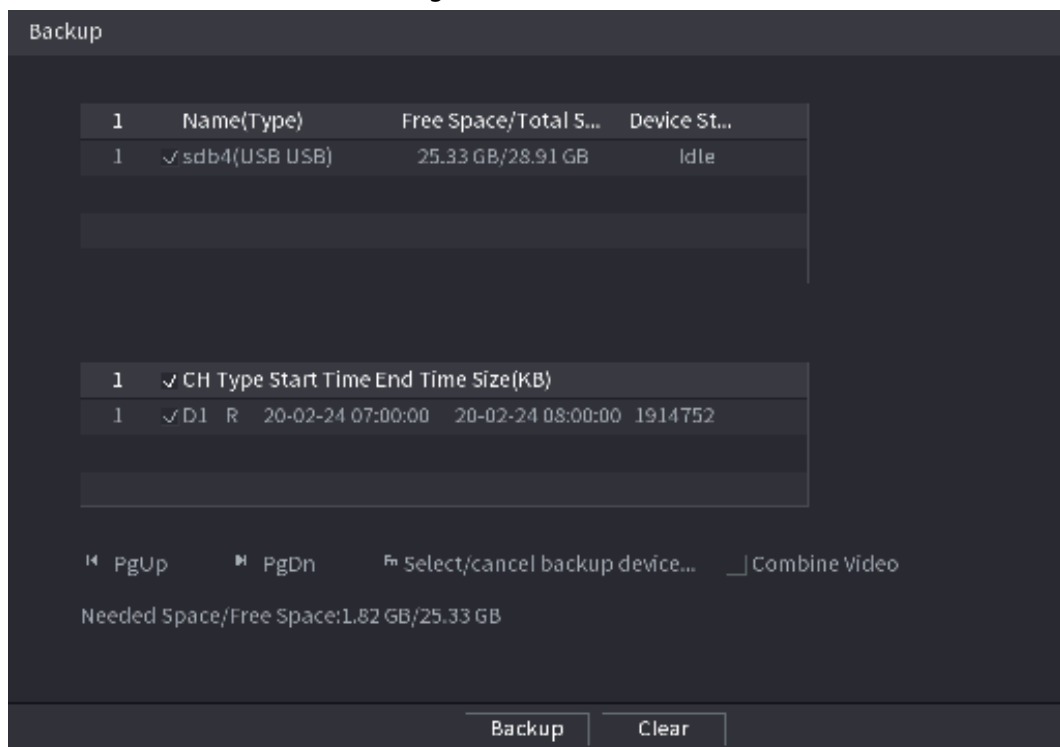 Backup
1 Name(Type) Free Space/Total S... Device St...
1 sdb4(USB USB) 25.33 GB/28.91 GB Idle
1 CH Type Start Time End Time Size(KB)
1 D1 R 20-02-24 07:00:00 20-02-24 08:00:00 1914752
PgUp PgDn Fn Select/cancel backup device... Combine Video
Needed Space/Free Space:1.82 GB/25.33 GB
Backup Clear